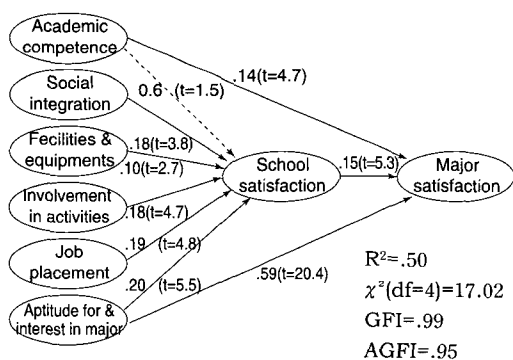 Academic
competence
.14(t=4.7)
Social
integration
0.6 (t=1.5)
Fecilities &
equipments
.18(t=3.8)
.10(t=2.7)
School
satisfaction
.15(t=5.3)
Major
satisfaction
Involvement
in activities
.18(t=4.7)
Job
placement
.19 (t=4.8)
.20 (t=5.5)
.59(t=20.4)
Aptitude for &
interest in major
R²=.50
χ²(df=4)=17.02
GFI=.99
AGFI=.95